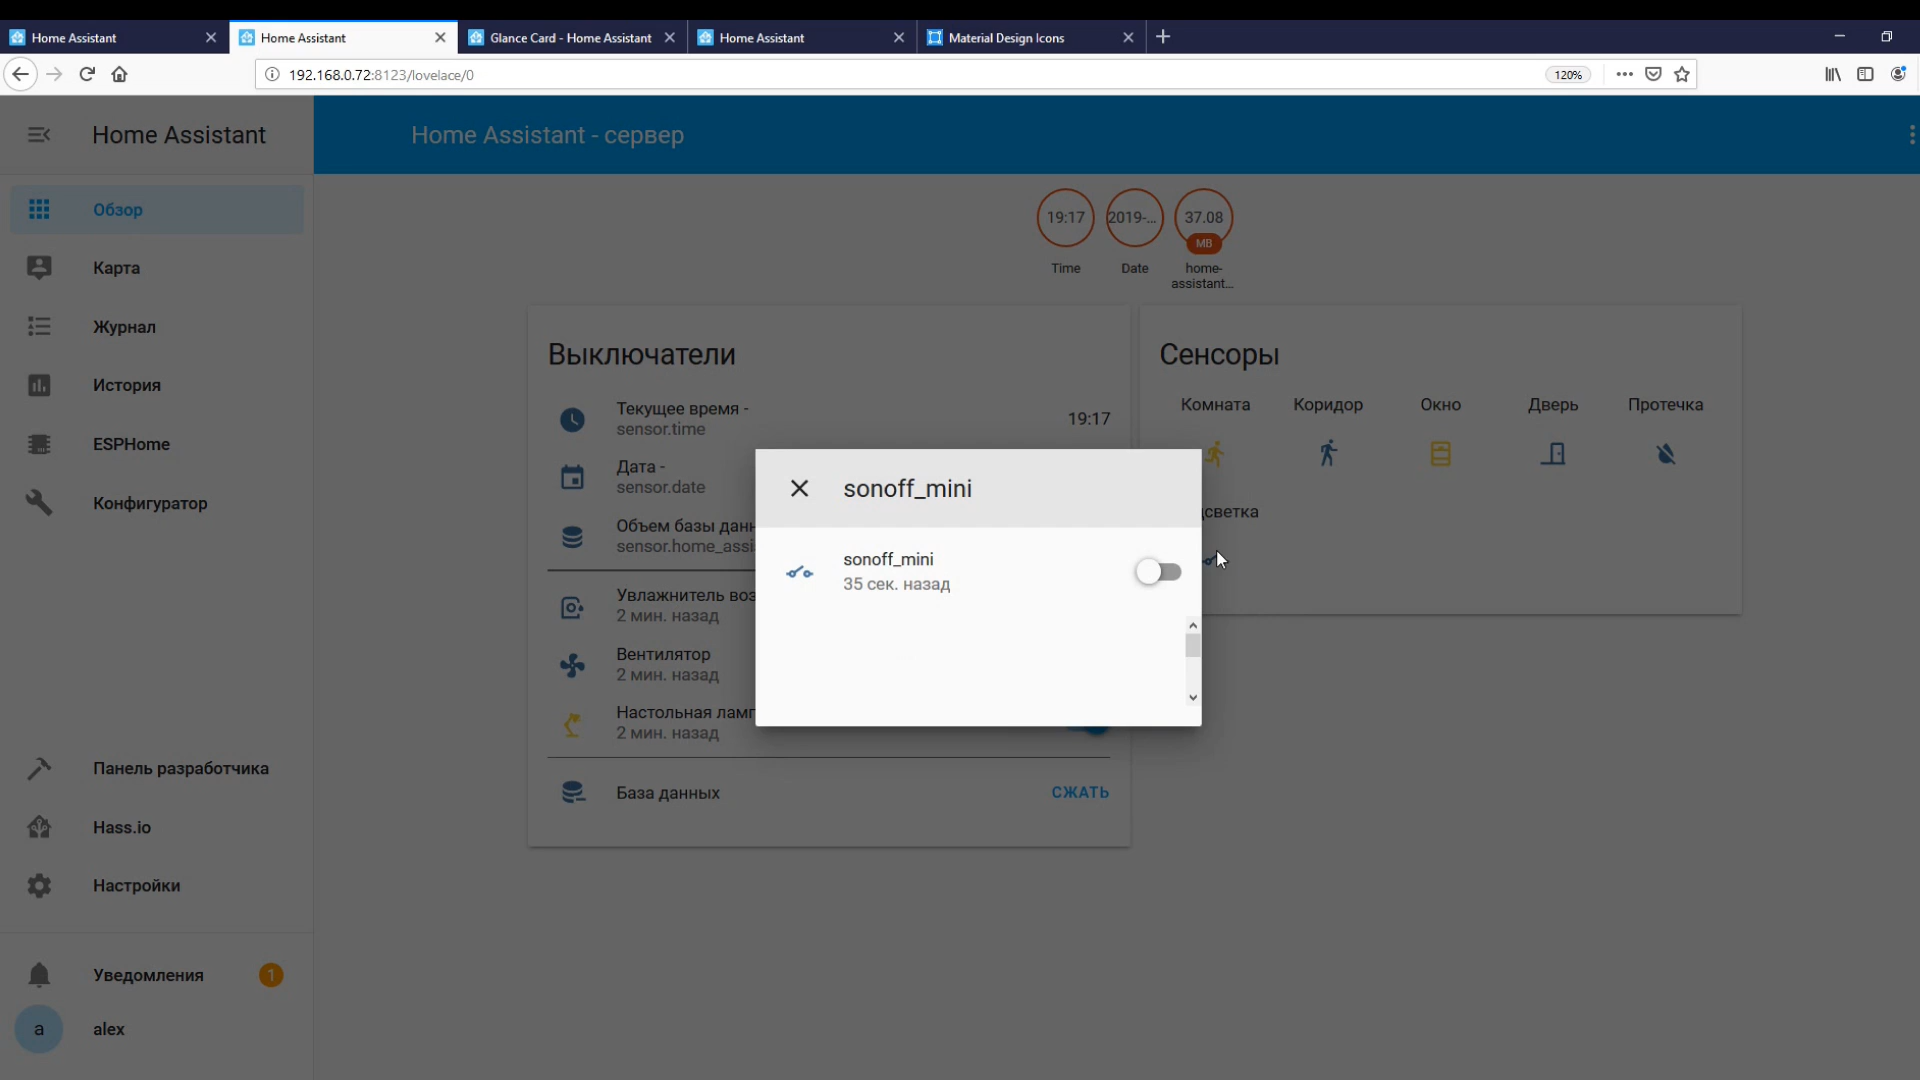 Home Assistant
Home Assistant
Glance Card - Home Assistant
Home Assistant
Material Design Icons
192.168.0.72:8123/lovelace/0
120%
Home Assistant
Home Assistant - сервер
Обзор
Карта
Журнал
История
ESPHome
Конфигуратор
Панель разработчика
Hass.io
Настройки
Уведомления
1
a
alex
19:17
2019-...
37.08
MB
Time
Date
home-
assistant...
Выключатели
Текущее время -
sensor.time
19:17
Дата -
sensor.date
Объем базы
sensor.home_assi
Увлажнитель
2 мин. назад
Вентилятор
2 мин. назад
Настольная
2 мин. назад
База данных
СЖАТЬ
Сенсоры
Комната
Коридор
Окно
Дверь
Протечка
sonoff_mini
sonoff_mini
35 сек. назад